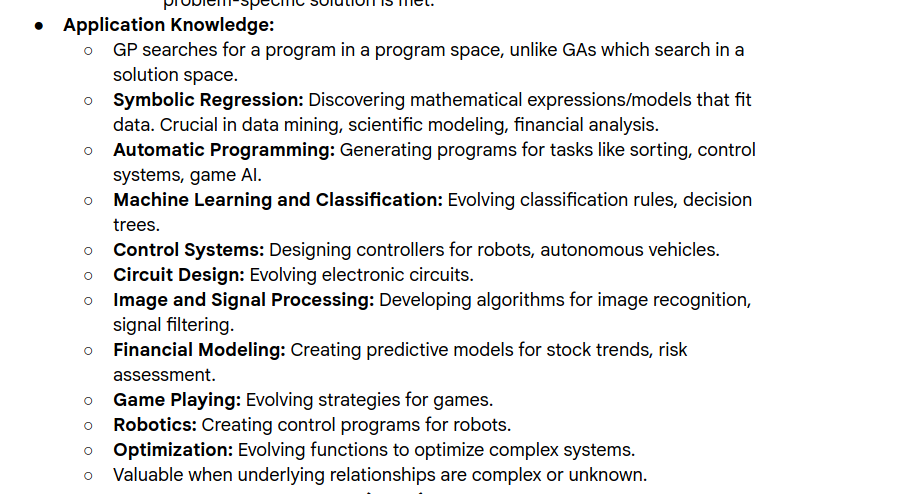 problem-specific solution is met.
● Application Knowledge:
○ GP searches for a program in a program space, unlike GAs which search in a
solution space.
○ Symbolic Regression: Discovering mathematical expressions/models that fit
data. Crucial in data mining, scientific modeling, financial analysis.
○ Automatic Programming: Generating programs for tasks like sorting, control
systems, game AI.
○ Machine Learning and Classification: Evolving classification rules, decision
trees.
○ Control Systems: Designing controllers for robots, autonomous vehicles.
○ Circuit Design: Evolving electronic circuits.
○ Image and Signal Processing: Developing algorithms for image recognition,
signal filtering.
○ Financial Modeling: Creating predictive models for stock trends, risk
assessment.
○ Game Playing: Evolving strategies for games.
○ Robotics: Creating control programs for robots.
○ Optimization: Evolving functions to optimize complex systems.
○ Valuable when underlying relationships are complex or unknown.